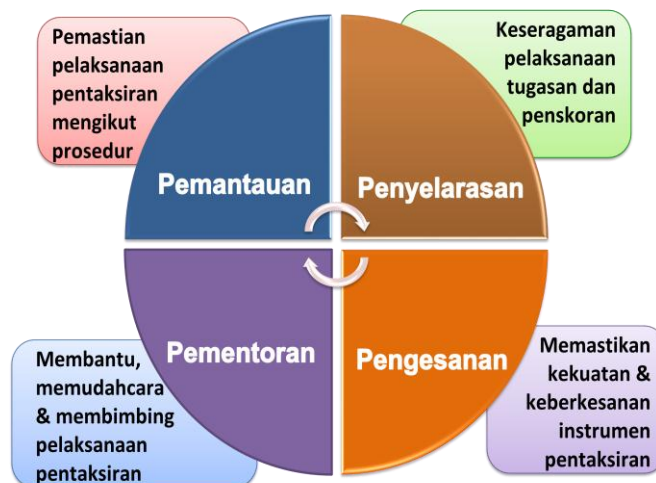 Pemastian
pelaksanaan
pentaksiran
mengikut
prosedur
Pemantauan
Keseragaman
pelaksanaan
tugasan dan
penskoran
Penyelarasan
Pementoran
Membantu,
memudahcara
& membimbing
pelaksanaan
pentaksiran
Pengesanan
Memastikan
kekuatan &
keberkesanan
instrumen
pentaksiran